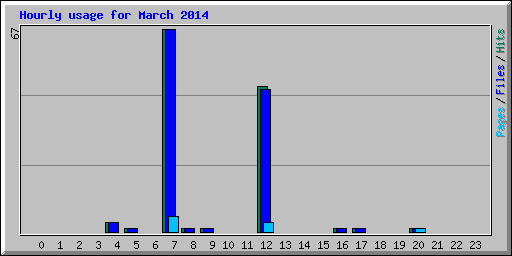 Hourly usage for March 2014
67
Pages/Files/Hits
0 1 2 3 4 5 6 7 8 9 10 11 12 13 14 15 16 17 18 19 20 21 22 23